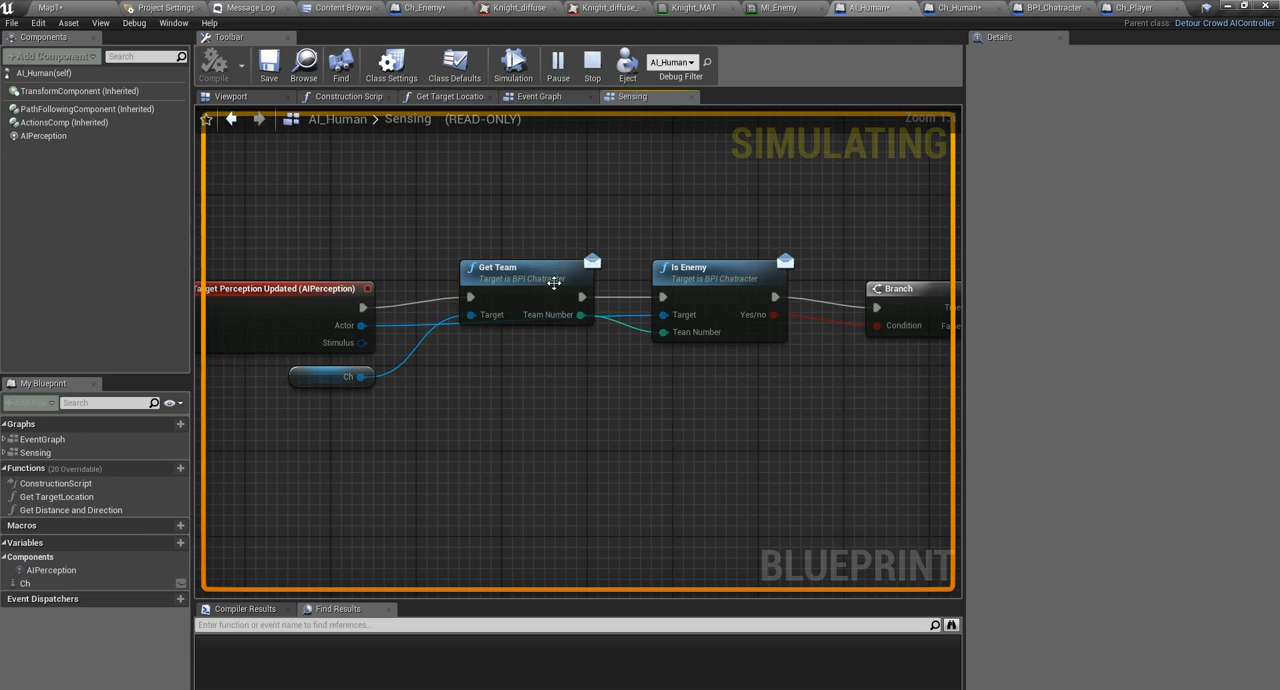 Map1*
Project Settings
Message Log
Content Browse
Ch_Enemy*
Knight_diffuse
Knight_diffuse_
Knight_MAT
MI_Enemy
AI_Human*
Ch_Human*
BPI_Chatracter
Ch_Player
File Edit Asset View Debug Window Help
Parent class: Detour Crowd AIController
Components
Toolbar
Details
+Add Component
Search
AI_Human(self)
TransformComponent (Inherited)
PathFollowingComponent (Inherited)
ActionsComp (Inherited)
AIPerception
Compile
Save
Browse
Find
Class Settings
Class Defaults
Simulation
Pause
Stop
Eject
AI_Human
Debug Filter
Viewport
Construction Scrip
Get Target Locatio
Event Graph
Sensing
AI_Human > Sensing (READ-ONLY)
Zoom 1:1
SIMULATING
Target Perception Updated (AIPerception)
Actor
Stimulus
Ch
Get Team
Target is BPI Chatracter
Target
Team Number
Is Enemy
Target is BPI Chatracter
Target
Yes/no
Tean Number
Branch
Condition
BLUEPRINT
My Blueprint
Search
Graphs
EventGraph
Sensing
Functions (20 Overridable)
ConstructionScript
Get TargetLocation
Get Distance and Direction
Macros
Variables
Components
AIPerception
Ch
Event Dispatchers
Compiler Results
Find Results
Enter function or event name to find references...